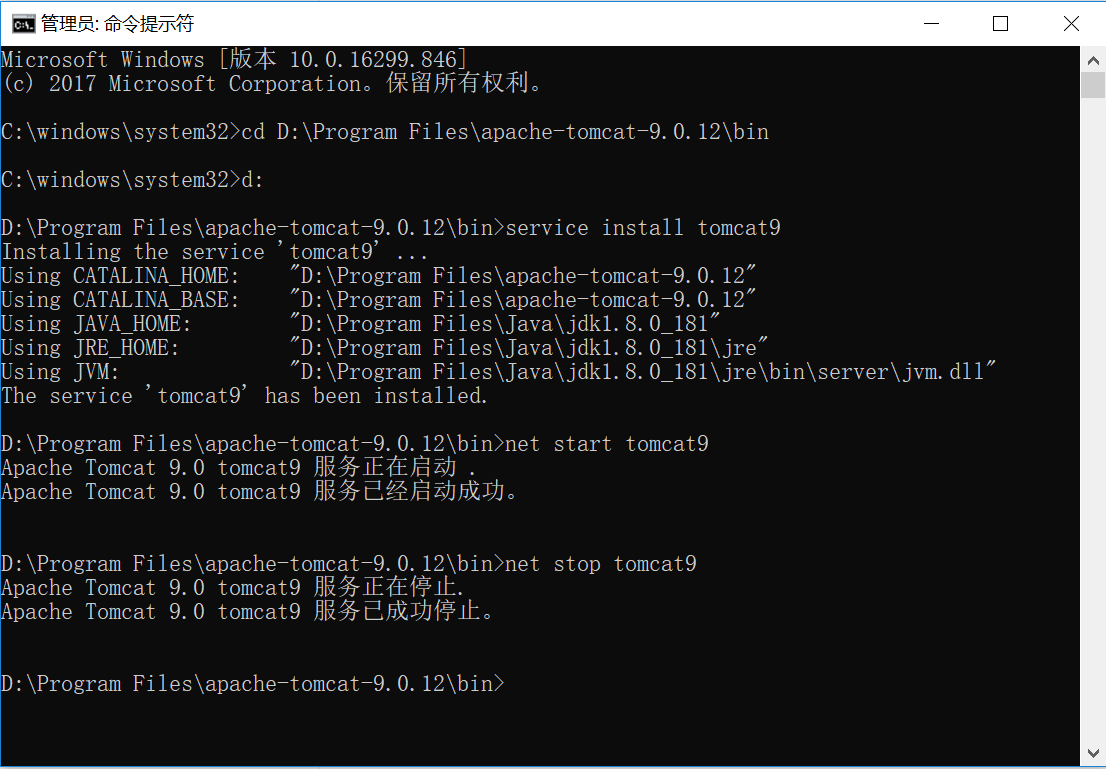 管理员: 命令提示符
Microsoft Windows [版本 10.0.16299.846]
(c) 2017 Microsoft Corporation。保留所有权利。
C:\windows\system32>cd D:\Program Files\apache-tomcat-9.0.12\bin
C:\windows\system32>d:
D:\Program Files\apache-tomcat-9.0.12\bin>service install tomcat9
Installing the service 'tomcat9' ...
Using CATALINA_HOME:    "D:\Program Files\apache-tomcat-9.0.12"
Using CATALINA_BASE:    "D:\Program Files\apache-tomcat-9.0.12"
Using JAVA_HOME:        "D:\Program Files\Java\jdk1.8.0_181"
Using JRE_HOME:         "D:\Program Files\Java\jdk1.8.0_181\jre"
Using JVM:              "D:\Program Files\Java\jdk1.8.0_181\jre\bin\server\jvm.dll"
The service 'tomcat9' has been installed.
D:\Program Files\apache-tomcat-9.0.12\bin>net start tomcat9
Apache Tomcat 9.0 tomcat9 服务正在启动 .
Apache Tomcat 9.0 tomcat9 服务已经启动成功。
D:\Program Files\apache-tomcat-9.0.12\bin>net stop tomcat9
Apache Tomcat 9.0 tomcat9 服务正在停止.
Apache Tomcat 9.0 tomcat9 服务已成功停止。
D:\Program Files\apache-tomcat-9.0.12\bin>